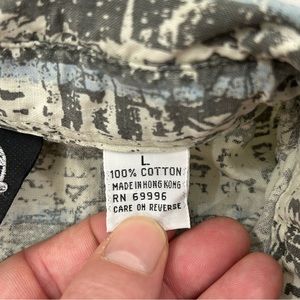 L
100% COTTON
MADE IN HONG KONG
RN 69996
CARE ON REVERSE